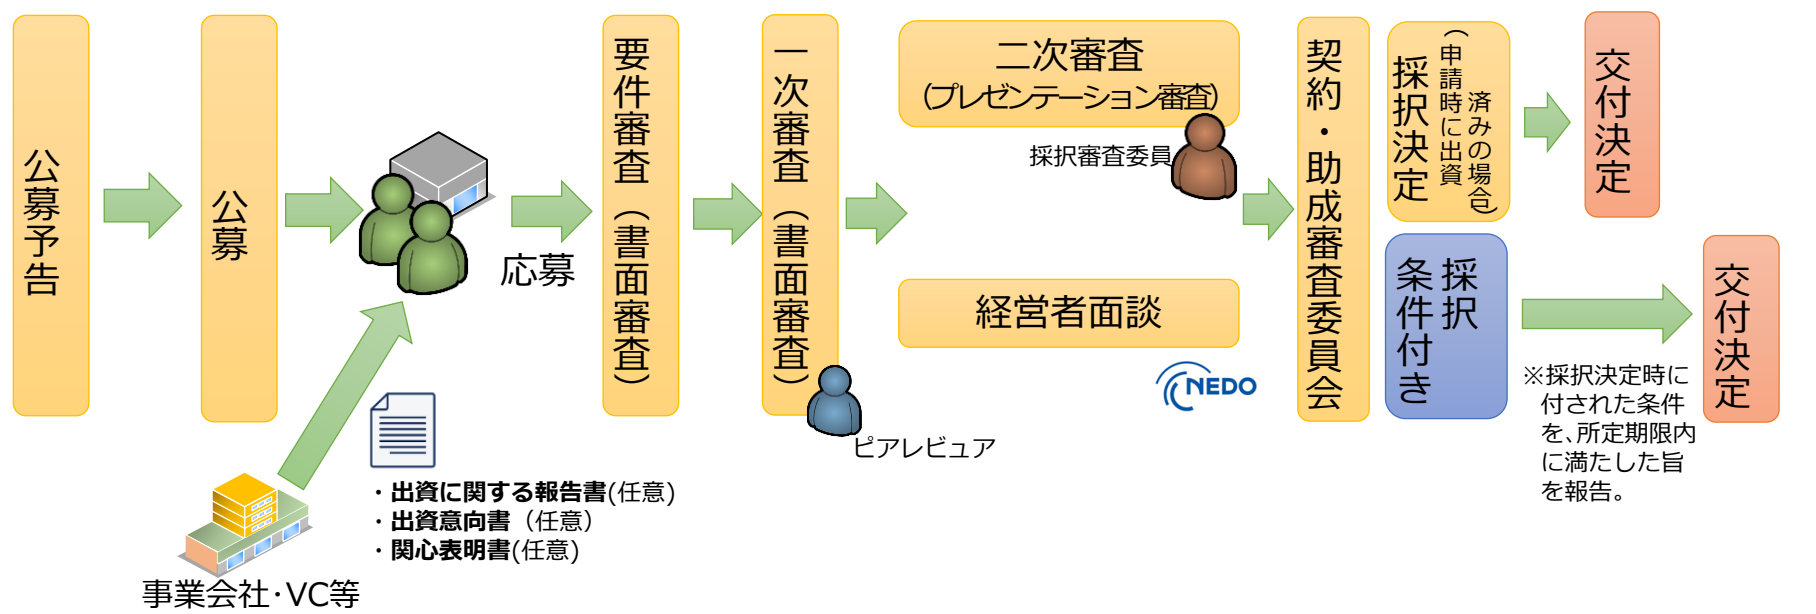 公募予告
公募
応募
事業会社･VC等
・出資に関する報告書(任意)
・出資意向書（任意）
・関心表明書(任意)
要件審査（書面審査）
一次審査（書面審査）
ピアレビュア
二次審査
（プレゼンテーション審査）
採択審査委員
経営者面談
NEDO
契約・助成審査委員会
採択決定
（申請時に出資
済みの場合）
交付決定
採択
条件付き
※採択決定時に
付された条件
を、所定期限内
に満たした旨
を報告。
交付決定